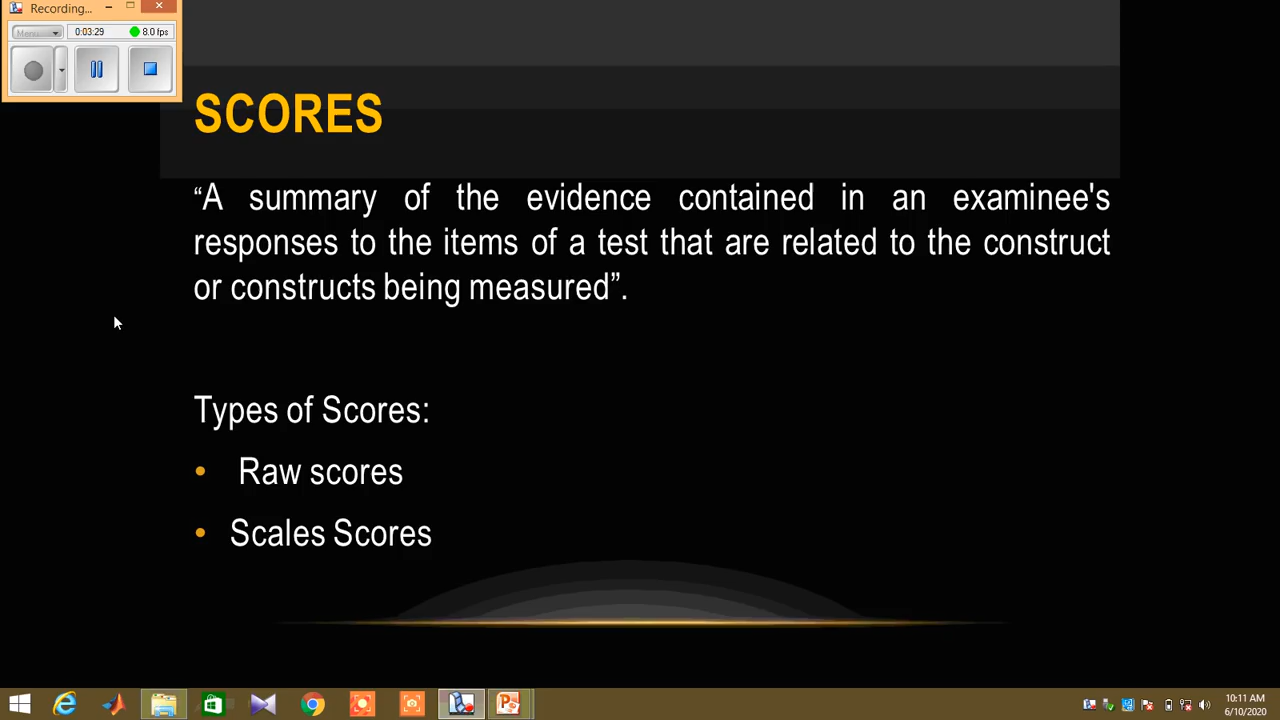 Recording...
Menu
0:03:29
8.0 fps
SCORES
“A summary of the evidence contained in an examinee's
responses to the items of a test that are related to the construct
or constructs being measured”.
Types of Scores:
• Raw scores
• Scales Scores
10:11 AM
6/10/2020